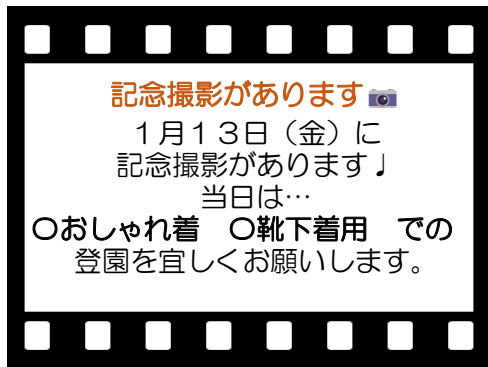 記念撮影があります📷
１月１３日（金）に
記念撮影があります♩
当日は…
〇おしゃれ着　〇靴下着用　での
登園を宜しくお願いします。